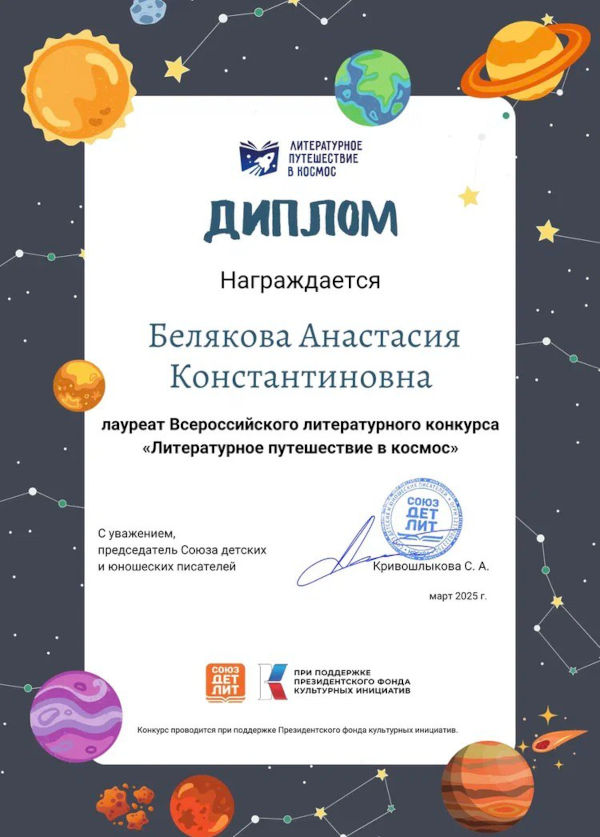 ЛИТЕРАТУРНОЕ
ПУТЕШЕСТВИЕ
В КОСМОС
ДИПЛОМ
Награждается
Белякова Анастасия
Константиновна
лауреат Всероссийского литературного конкурса
«Литературное путешествие в космос»
С уважением,
председатель Союза детских
и юношеских писателей
СОЮЗ
ДЕТ
ЛИТ
Кривошлыкова С. А.
март 2025 г.
СОЮЗ
ДЕТ
ЛИТ
ПРИ ПОДДЕРЖКЕ
ПРЕЗИДЕНТСКОГО ФОНДА
КУЛЬТУРНЫХ ИНИЦИАТИВ
Конкурс проводится при поддержке Президентского фонда культурных инициатив.